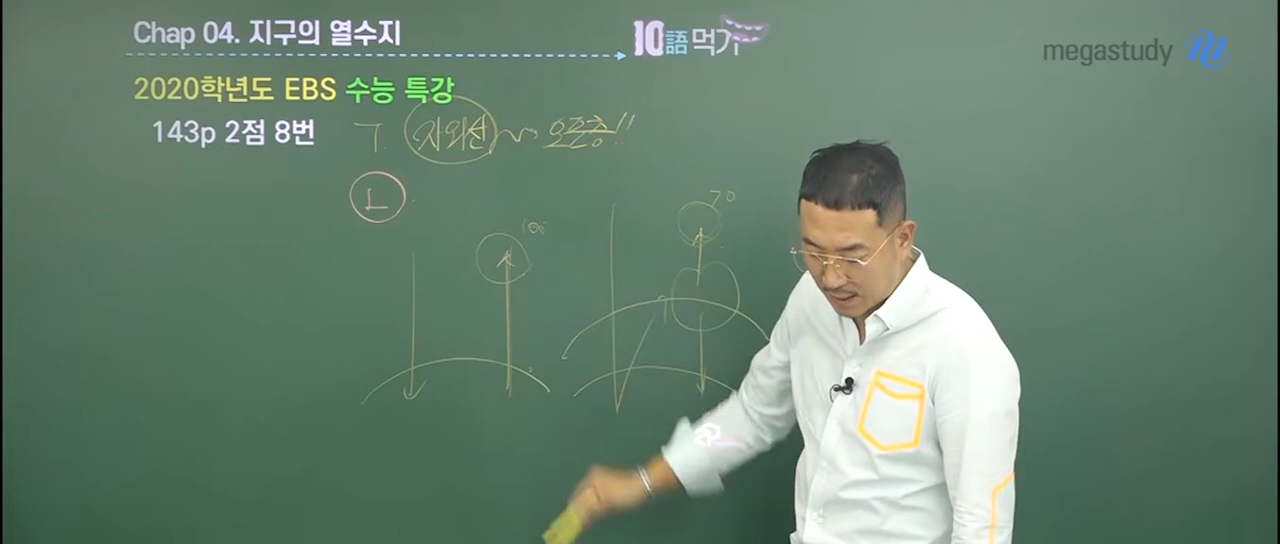 Chap 04. 지구의 열수지
10語먹기
megastudy
2020학년도 EBS 수능 특강
143p 2점 8번
ㄱ. 자외선 ~ 오존층!!
ㄴ
100
70